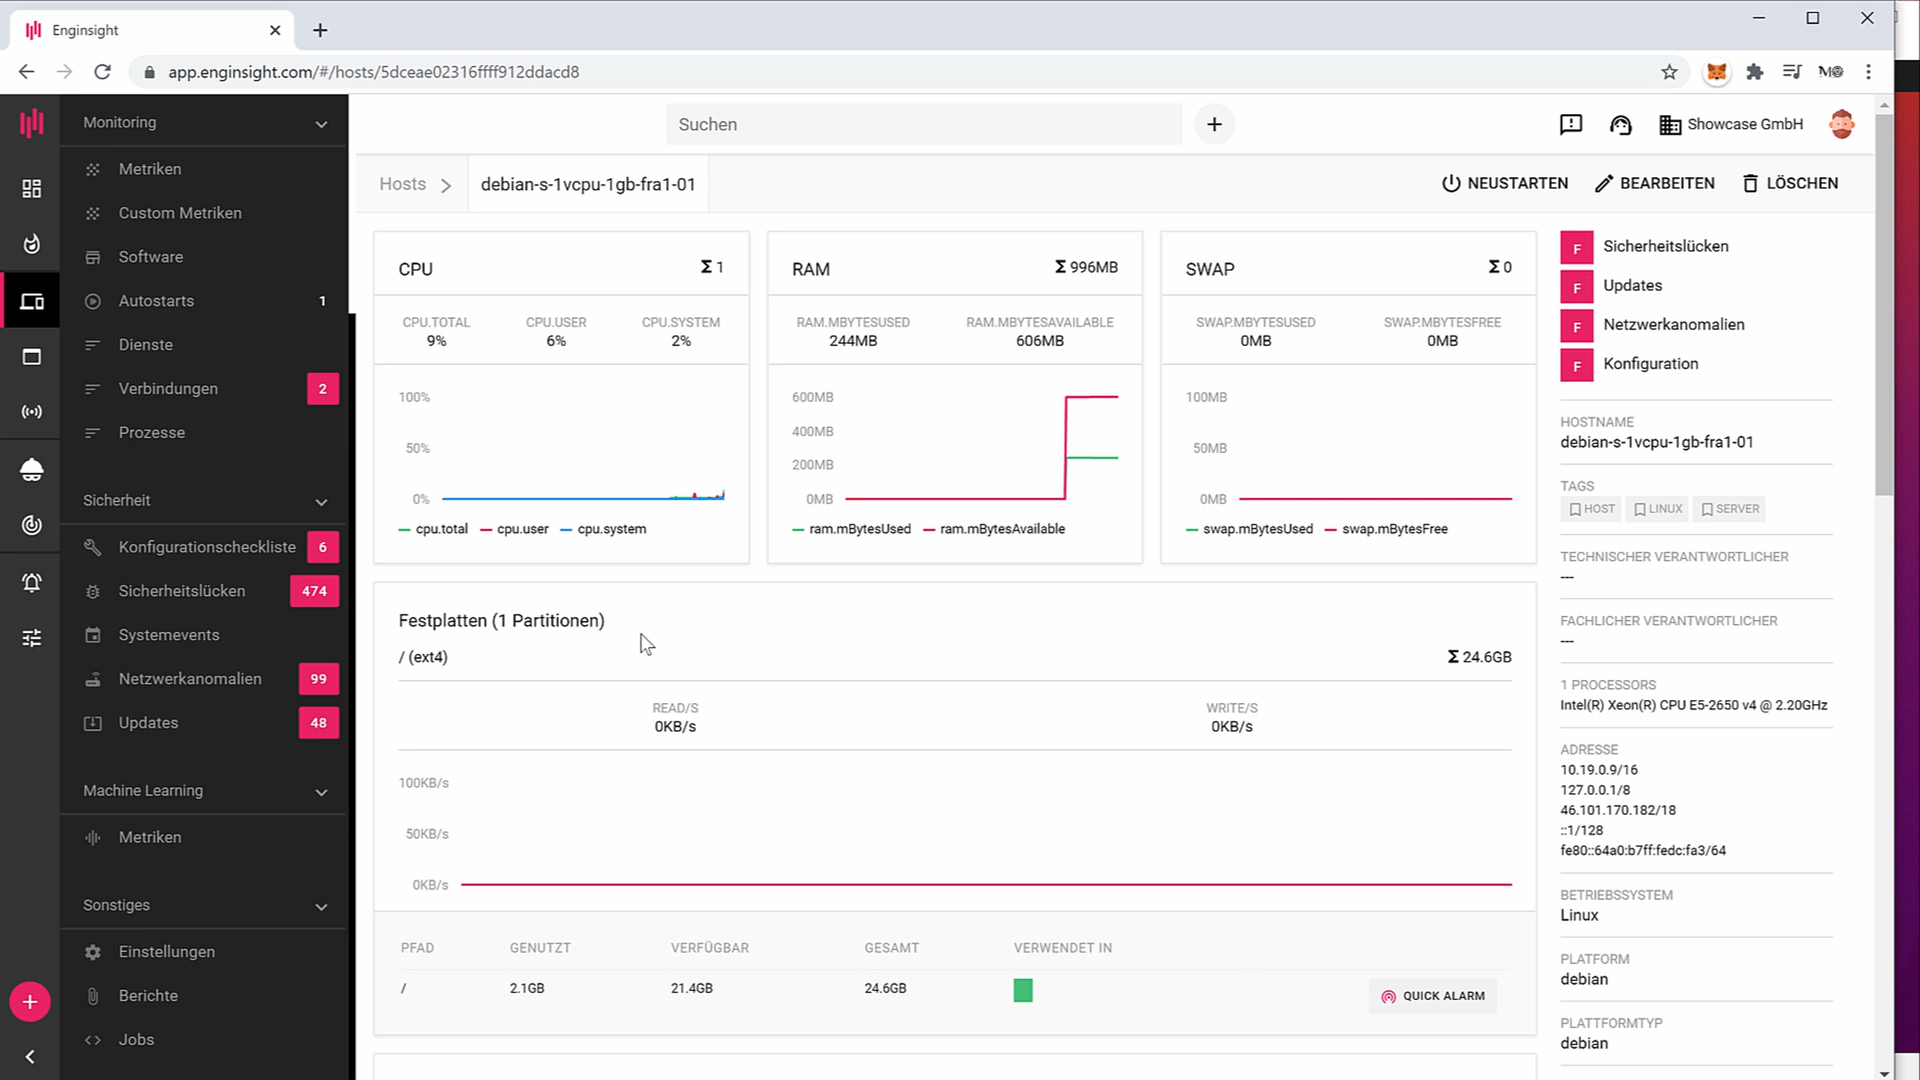 Enginsight
app.enginsight.com/#/hosts/5dceae02316ffff912ddacd8
Monitoring
Metriken
Custom Metriken
Software
Autostarts 1
Dienste
Verbindungen 2
Prozesse
Sicherheit
Konfigurationscheckliste 6
Sicherheitslücken 474
Systemevents
Netzwerkanomalien 99
Updates 48
Machine Learning
Metriken
Sonstiges
Einstellungen
Berichte
Jobs
Suchen
Showcase GmbH
Hosts
debian-s-1vcpu-1gb-fra1-01
NEUSTARTEN
BEARBEITEN
LÖSCHEN
CPU Σ 1
CPU.TOTAL CPU.USER CPU.SYSTEM
9% 6% 2%
100%
50%
0%
cpu.total cpu.user cpu.system
RAM Σ 996MB
RAM.MBYTESUSED RAM.MBYTESAVAILABLE
244MB 606MB
600MB
400MB
200MB
0MB
ram.mBytesUsed ram.mBytesAvailable
SWAP Σ 0
SWAP.MBYTESUSED SWAP.MBYTESFREE
0MB 0MB
100MB
50MB
0MB
swap.mBytesUsed swap.mBytesFree
Festplatten (1 Partitionen)
/ (ext4) Σ 24.6GB
READ/S WRITE/S
0KB/s 0KB/s
100KB/s
50KB/s
0KB/s
PFAD GENUTZT VERFÜGBAR GESAMT VERWENDET IN
/ 2.1GB 21.4GB 24.6GB QUICK ALARM
F Sicherheitslücken
F Updates
F Netzwerkanomalien
F Konfiguration
HOSTNAME
debian-s-1vcpu-1gb-fra1-01
TAGS
HOST LINUX SERVER
TECHNISCHER VERANTWORTLICHER
---
FACHLICHER VERANTWORTLICHER
---
1 PROCESSORS
Intel(R) Xeon(R) CPU E5-2650 v4 @ 2.20GHz
ADRESSE
10.19.0.9/16
127.0.0.1/8
46.101.170.182/18
::1/128
fe80::64a0:b7ff:fedc:fa3/64
BETRIEBSSYSTEM
Linux
PLATFORM
debian
PLATTFORMTYP
debian